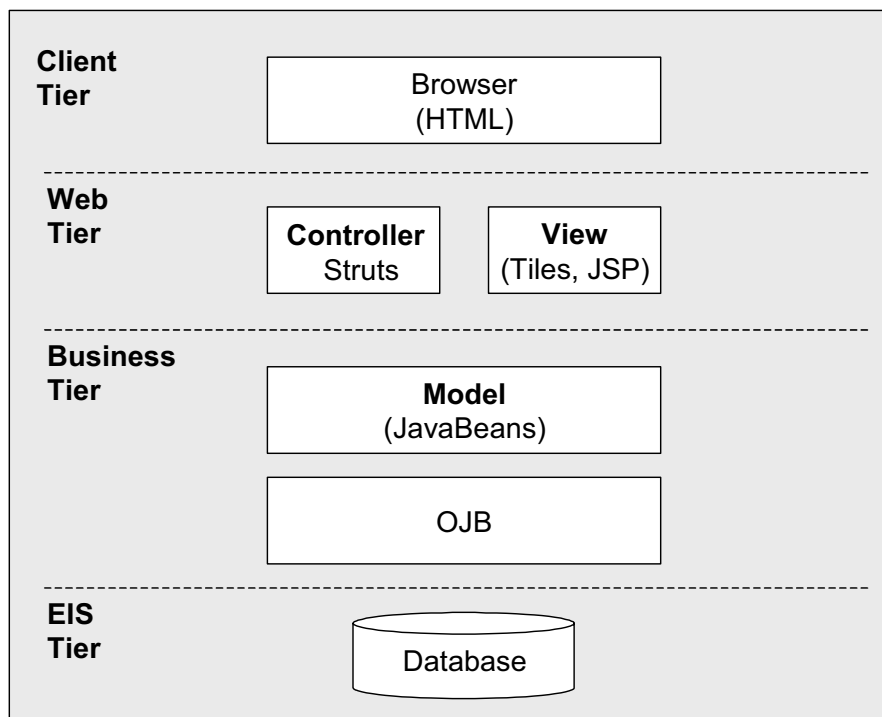 Client
Tier
Browser
(HTML)
Web
Tier
Controller
Struts
View
(Tiles, JSP)
Business
Tier
Model
(JavaBeans)
OJB
EIS
Tier
Database